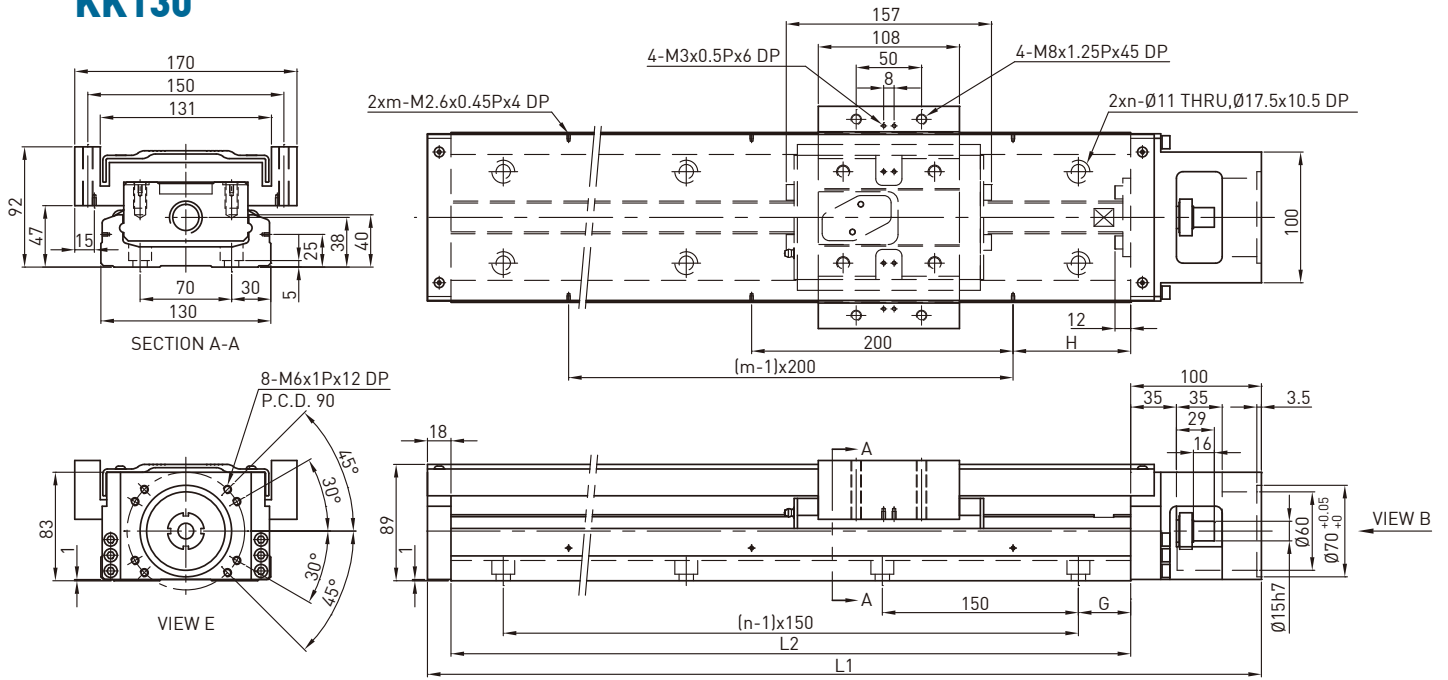 KK130
170
150
131
92
47
15
25
38
40
5
70
30
130
SECTION A-A
157
108
50
8
4-M3x0.5Px6 DP
4-M8x1.25Px45 DP
2xm-M2.6x0.45Px4 DP
2xn-Ø11 THRU,Ø17.5x10.5 DP
100
12
200
H
(m-1)x200
8-M6x1Px12 DP
P.C.D. 90
45°
30°
30°
45°
83
1
VIEW E
18
89
1
A
A
100
35
35
3.5
29
16
Ø60
Ø70 +0.05 +0
Ø15h7
VIEW B
150
G
(n-1)x150
L2
L1